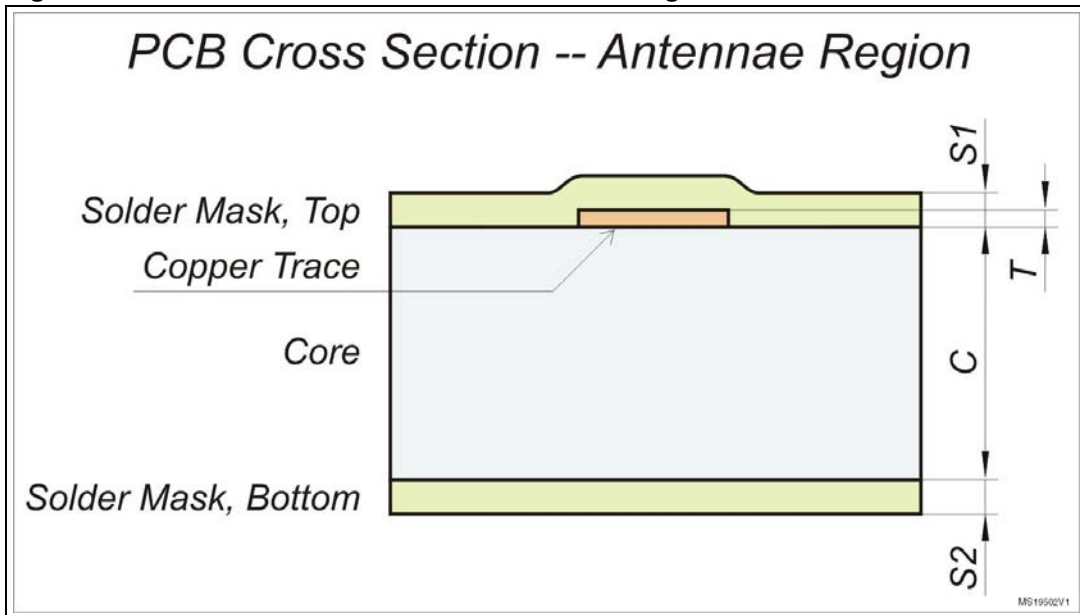 PCB Cross Section -- Antennae Region
S1
Solder Mask, Top
Copper Trace
T
Core
C
Solder Mask, Bottom
S2
MS19502V1